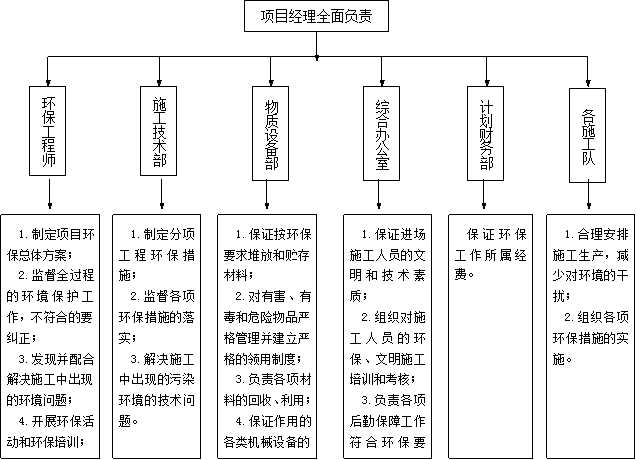 项目经理全面负责
环保工程师
施工技术部
物质设备部
综合办公室
计划财务部
各施工队
1.制定项目环
保总体方案；
2.监督全过程
的环境保护工
作，不符合的要
纠正；
3.发现并配合
解决施工中出现
的环境问题；
4.开展环保活
动和环保培训；
1.制定分项
工程环保措
施；
2.监督各项
环保措施的落
实；
3.解决施工
中出现的污染
环境的技术问
题。
1.保证按环保
要求堆放和贮存
材料；
2.对有害、有
毒和危险物品严
格管理并建立严
格的领用制度；
3.负责各项材
料的回收、利用；
4.保证作用的
各类机械设备的
1.保证进场
施工人员的文
明和技术素
质；
2.组织对施
工人员的环
保、文明施工
培训和考核；
3.负责各项
后勤保障工作
符合环保要
保证环保
工作所属经
费。
1.合理安排
施工生产，减
少对环境的干
扰；
2.组织各项
环保措施的实
施。